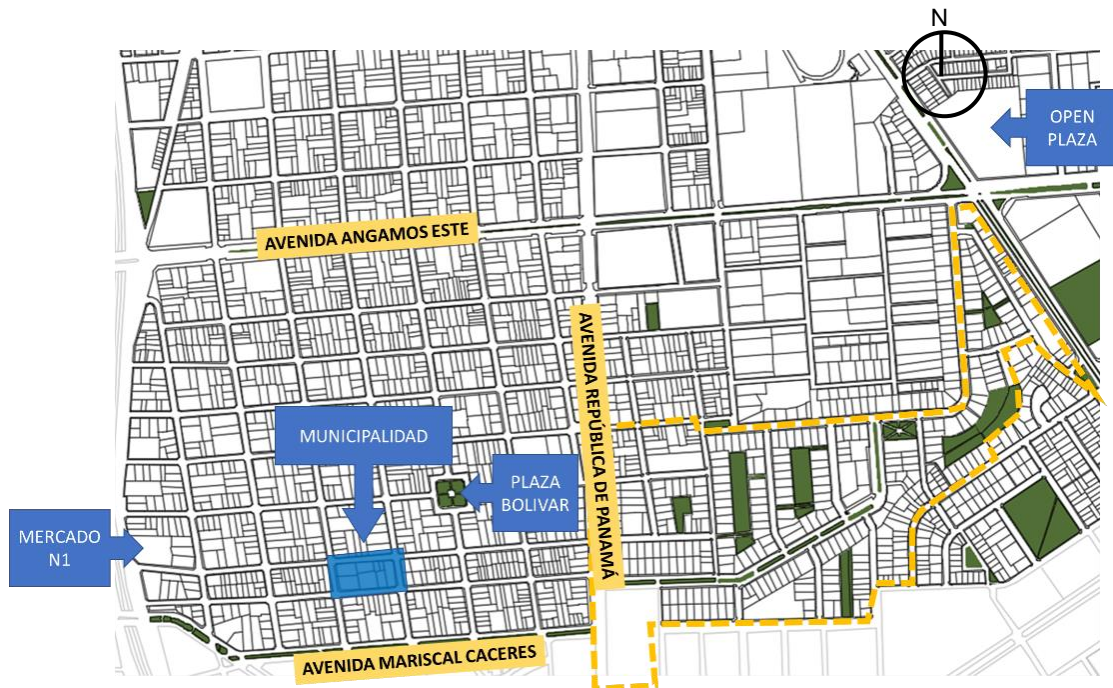 N
OPEN
PLAZA
AVENIDA ANGAMOS ESTE
AVENIDA REPÚBLICA DE PANAMÁ
MUNICIPALIDAD
PLAZA
BOLIVAR
MERCADO
N1
AVENIDA MARISCAL CACERES